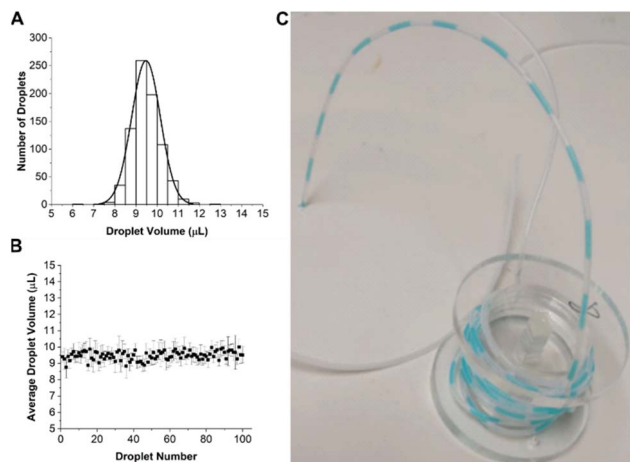 A
Number of Droplets
300
250
200
150
100
50
0
5 6 7 8 9 10 11 12 13 14 15
Droplet Volume (µL)
B
Average Droplet Volume (µL)
15
14
13
12
11
10
9
8
7
6
5
0 20 40 60 80 100
Droplet Number
C